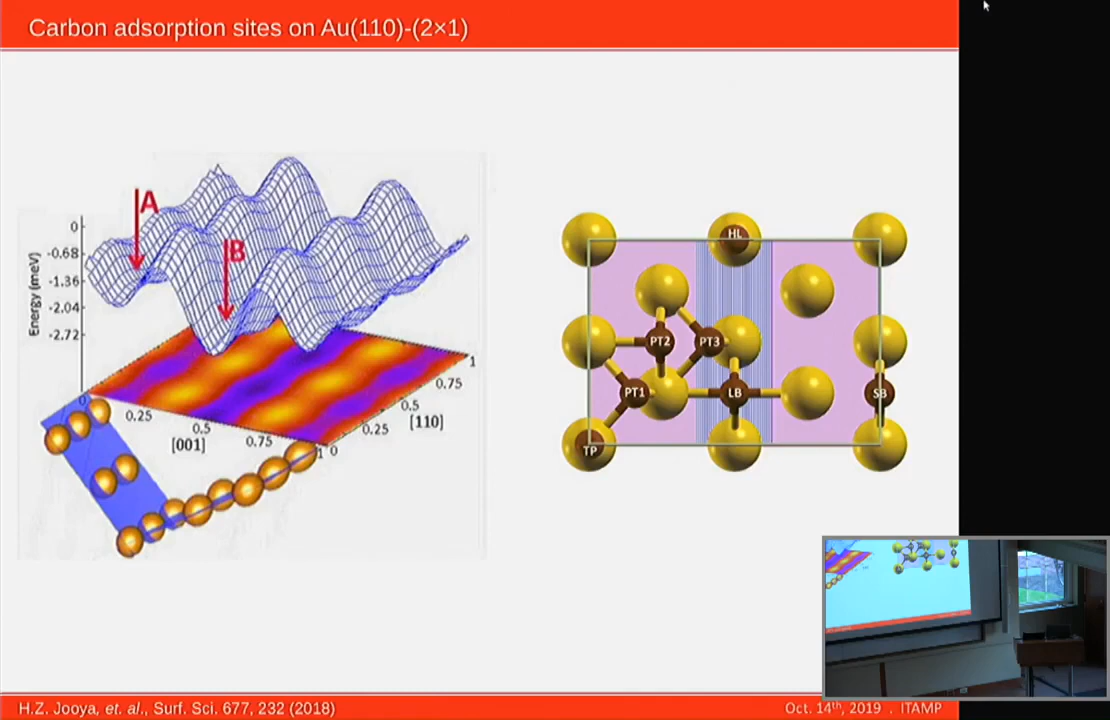 Carbon adsorption sites on Au(110)-(2×1)
A
B
0
-0.68
-1.36
-2.04
-2.72
Energy (meV)
0
0.25
0.5
0.75
1
[001]
0
0.25
0.5
0.75
1
[110]
HL
PT2
PT3
PT1
LB
SB
TP
H.Z. Jooya, et. al., Surf. Sci. 677, 232 (2018)
Oct. 14th, 2019 . ITAMP